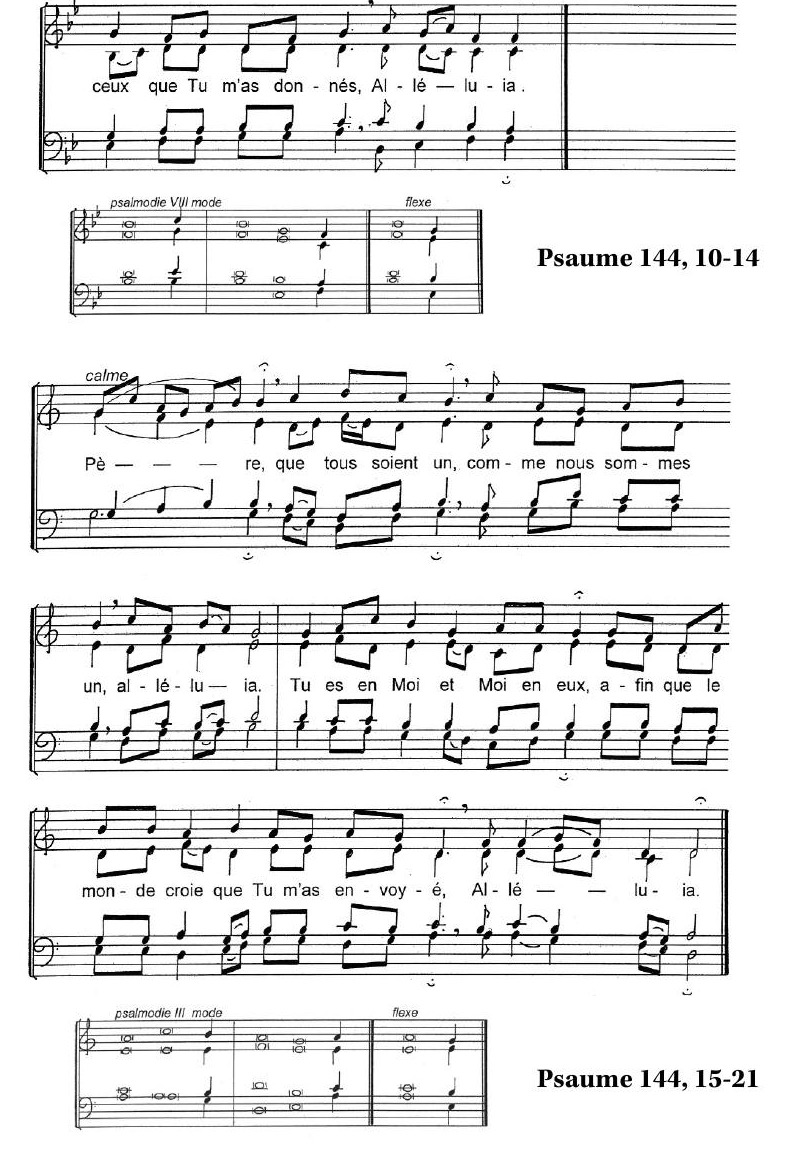 ceux que Tu m'as don - nés, Al - lé — lu - ia.
psalmodie VIII mode flexe
Psaume 144, 10-14
calme
Pè — — — re, que tous soient un, com - me nous som - mes
un, al - lé - lu — ia. Tu es en Moi et Moi en eux, a - fin que le
mon - de croie que Tu m'as en - voy - é, Al - lé — — lu - ia.
psalmodie III mode flexe
Psaume 144, 15-21